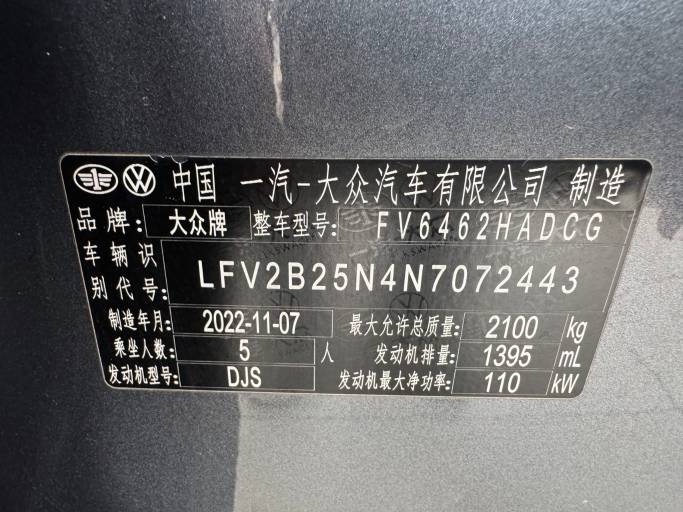 中国 一汽-大众汽车有限公司 制造
品牌: 大众牌 整车型号: FV6462HADCG
车辆识别代号: LFV2B25N4N7072443
制造年月: 2022-11-07 最大允许总质量: 2100 kg
乘坐人数: 5 人 发动机排量: 1395 mL
发动机型号: DJS 发动机最大净功率: 110 kW